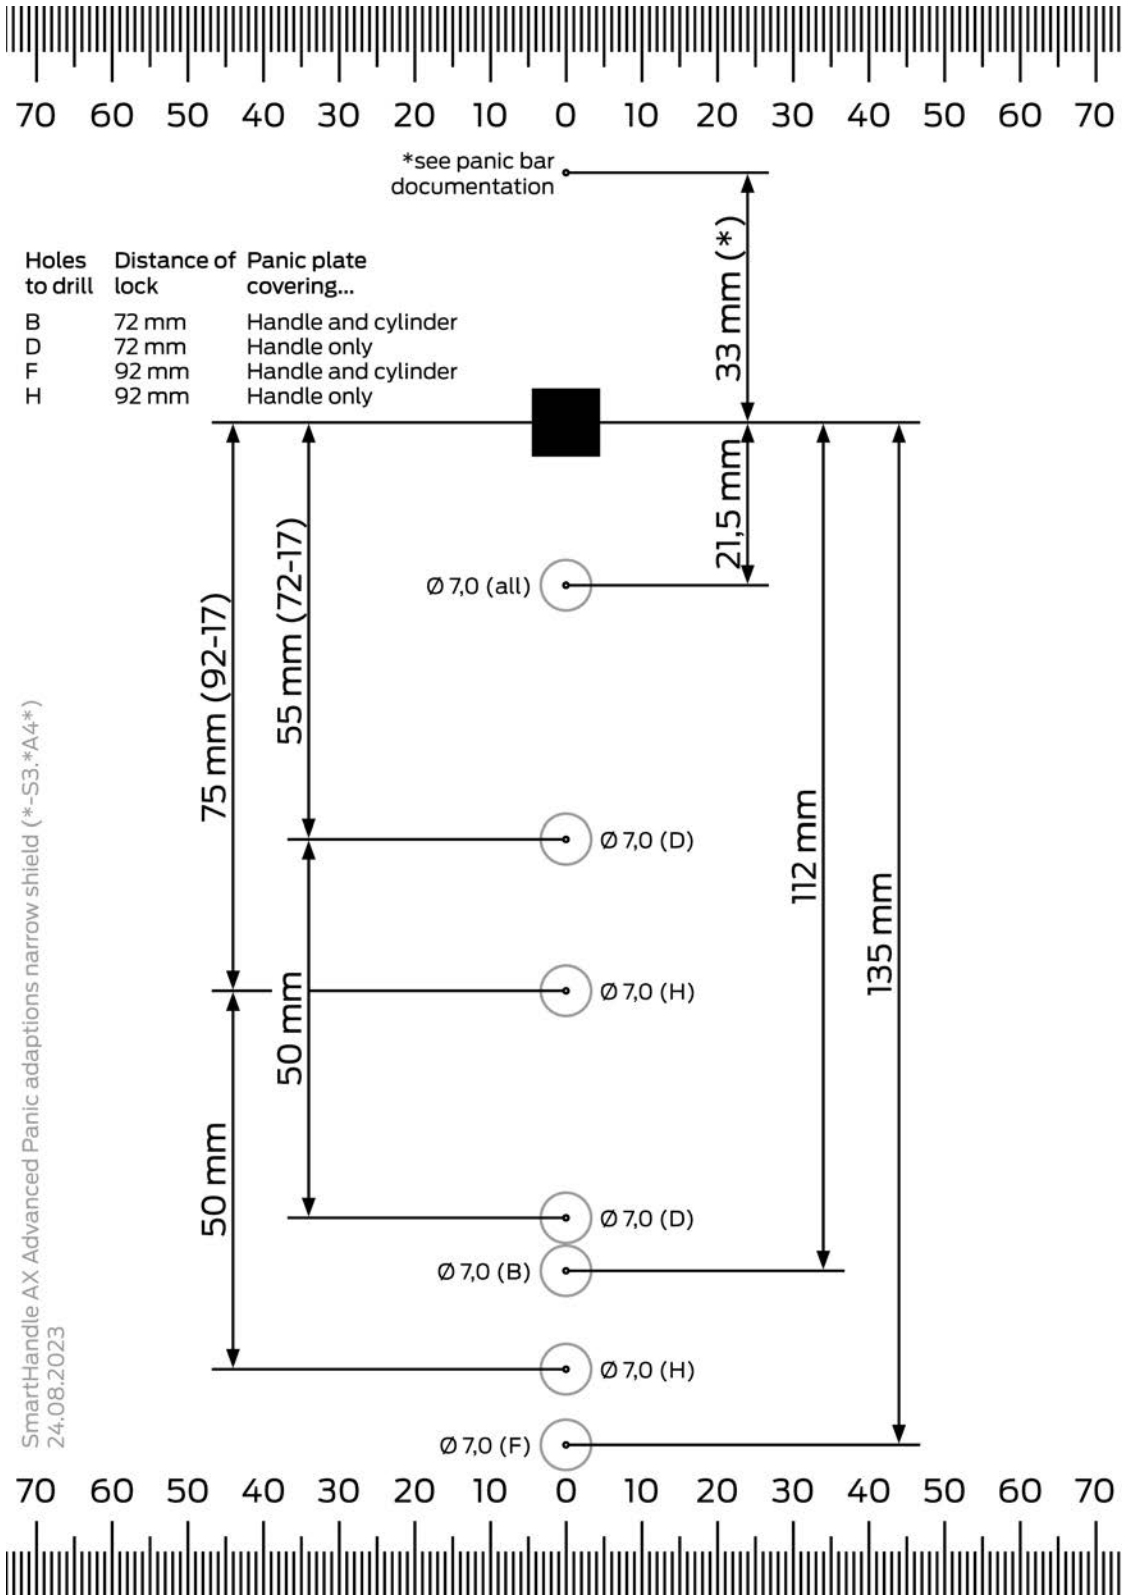 70 60 50 40 30 20 10 0 10 20 30 40 50 60 70
*see panic bar
documentation
33 mm (*)
Holes to drill Distance of lock Panic plate covering...
B 72 mm Handle and cylinder
D 72 mm Handle only
F 92 mm Handle and cylinder
H 92 mm Handle only
21,5 mm
Ø 7,0 (all)
55 mm (72-17)
75 mm (92-17)
Ø 7,0 (D)
112 mm
135 mm
Ø 7,0 (H)
50 mm
50 mm
Ø 7,0 (D)
Ø 7,0 (B)
Ø 7,0 (H)
Ø 7,0 (F)
SmartHandle AX Advanced Panic adaptions narrow shield (*-S3.*A4*)
24.08.2023
70 60 50 40 30 20 10 0 10 20 30 40 50 60 70